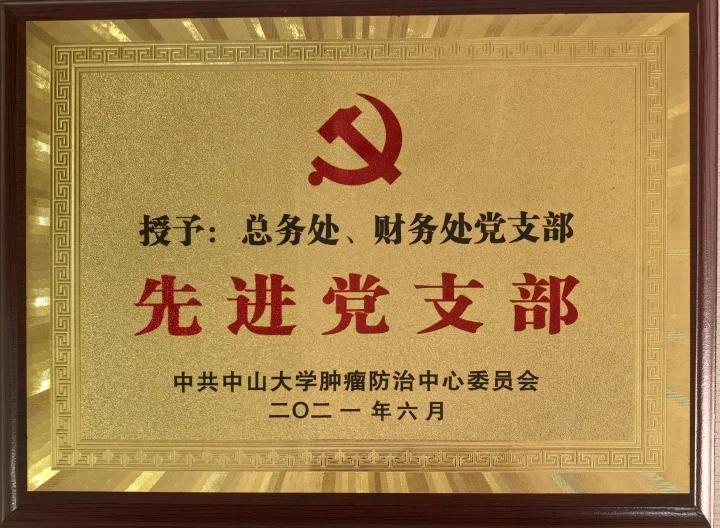 授予：总务处、财务处党支部
先进党支部
中共中山大学肿瘤防治中心委员会
二〇二一年六月